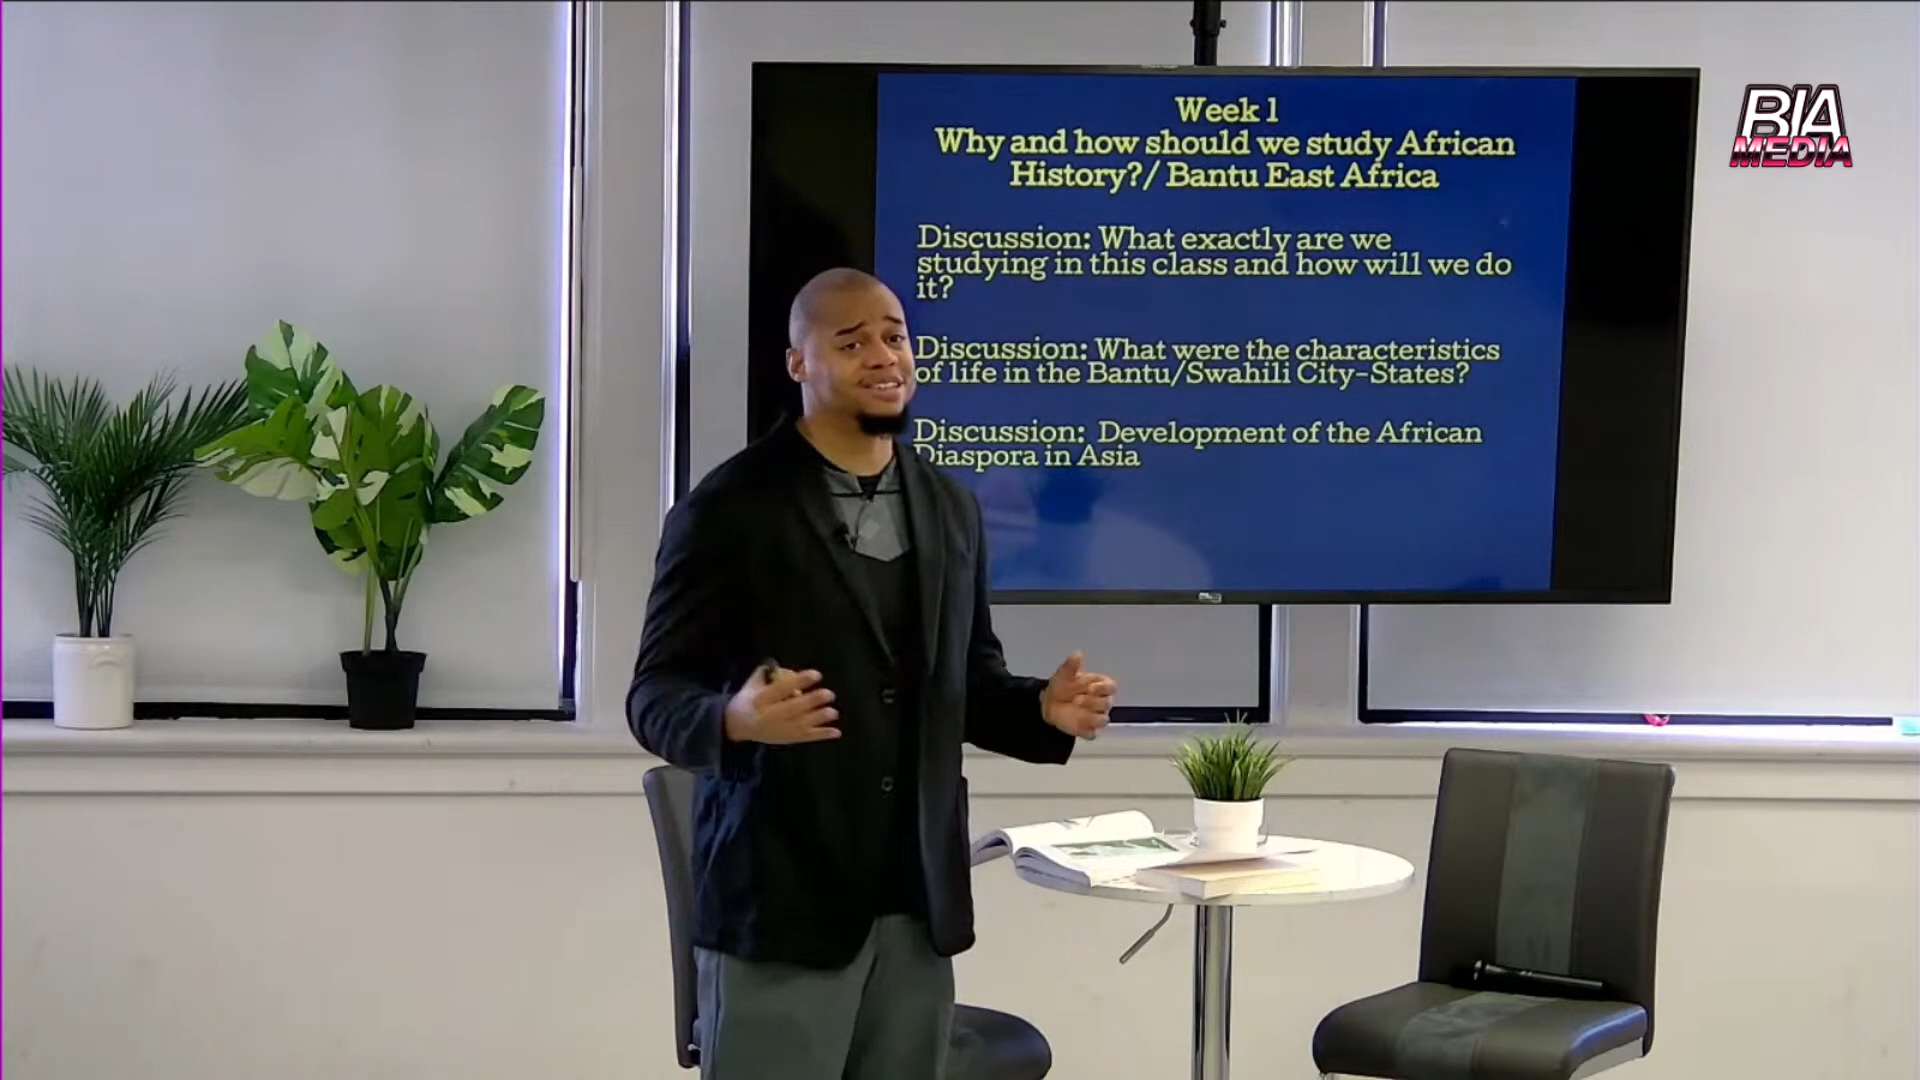 Week 1
Why and how should we study African
History?/ Bantu East Africa
Discussion: What exactly are we
studying in this class and how will we do
it?
Discussion: What were the characteristics
of life in the Bantu/Swahili City-States?
Discussion: Development of the African
Diaspora in Asia
BIA
MEDIA